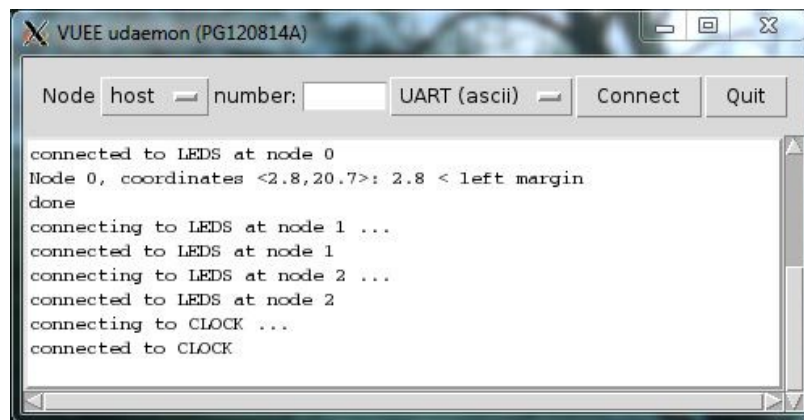 VUEE udaemon (PG120814A)
Node host number: UART (ascii) Connect Quit
connected to LEDS at node 0
Node 0, coordinates <2.8,20.7>: 2.8 < left margin
done
connecting to LEDS at node 1 ...
connected to LEDS at node 1
connecting to LEDS at node 2 ...
connected to LEDS at node 2
connecting to CLOCK ...
connected to CLOCK